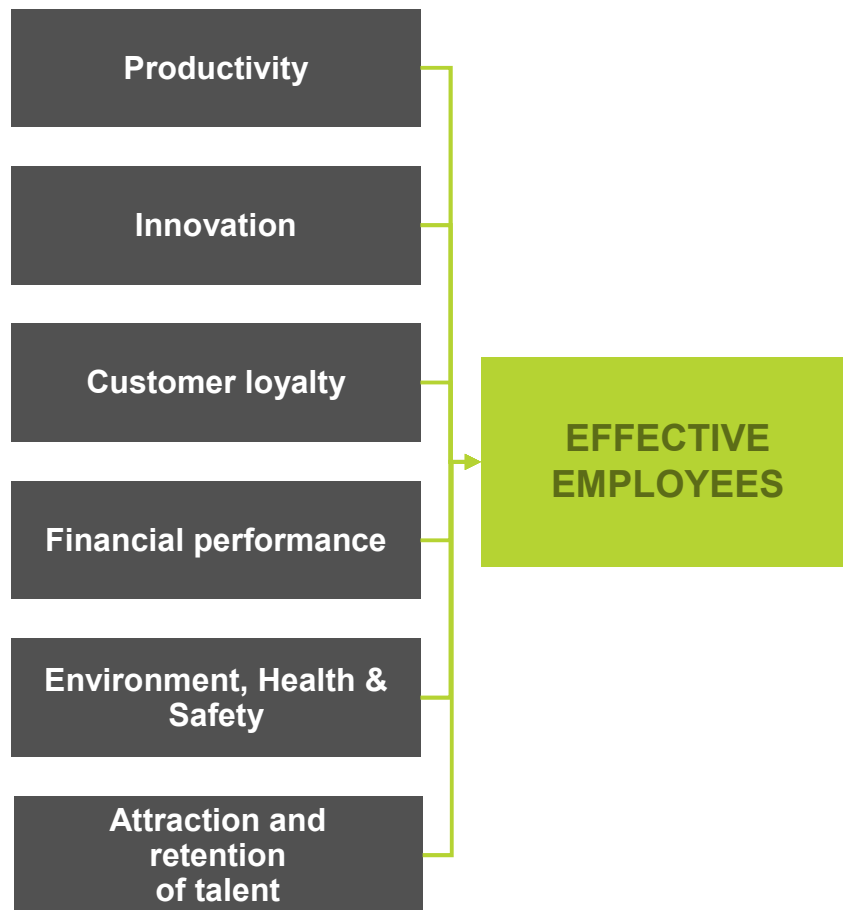 Productivity
Innovation
Customer loyalty
Financial performance
Environment, Health &
Safety
Attraction and
retention
of talent
EFFECTIVE
EMPLOYEES